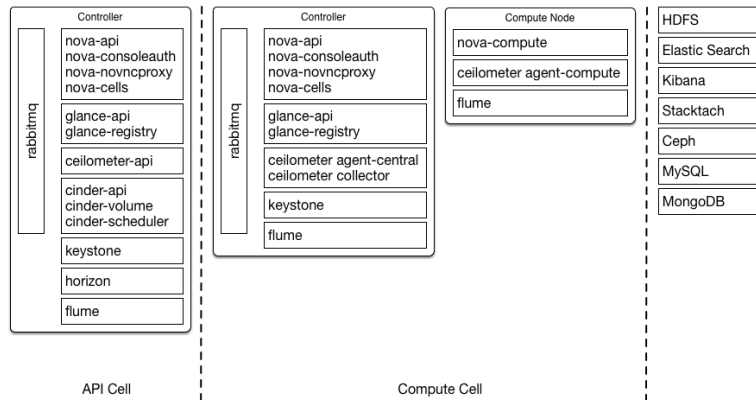 Controller
rabbitmq
nova-api
nova-consoleauth
nova-novncproxy
nova-cells
glance-api
glance-registry
ceilometer-api
cinder-api
cinder-volume
cinder-scheduler
keystone
horizon
flume
API Cell
Controller
rabbitmq
nova-api
nova-consoleauth
nova-novncproxy
nova-cells
glance-api
glance-registry
ceilometer agent-central
ceilometer collector
keystone
flume
Compute Node
nova-compute
ceilometer agent-compute
flume
Compute Cell
HDFS
Elastic Search
Kibana
Stacktach
Ceph
MySQL
MongoDB